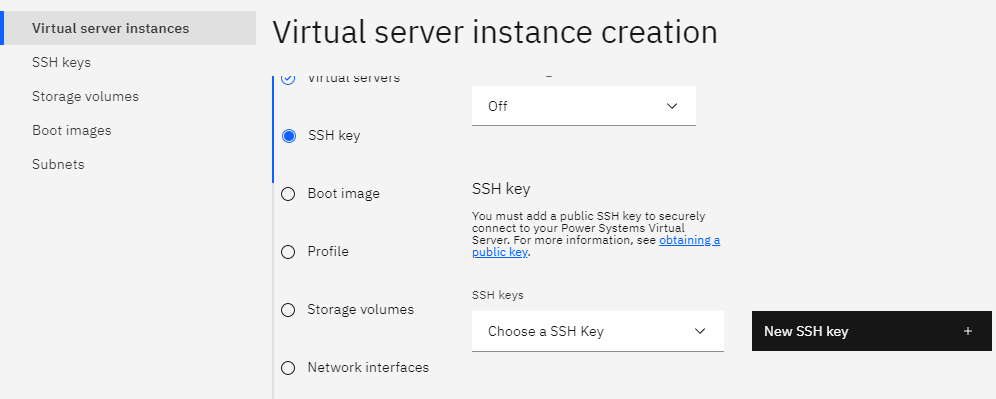 Virtual server instances
SSH keys
Storage volumes
Boot images
Subnets
Virtual server instance creation
Virtual servers
SSH key
Boot image
Profile
Storage volumes
Network interfaces
Off
SSH key
You must add a public SSH key to securely
connect to your Power Systems Virtual
Server. For more information, see obtaining a
public key.
SSH keys
Choose a SSH Key
New SSH key +